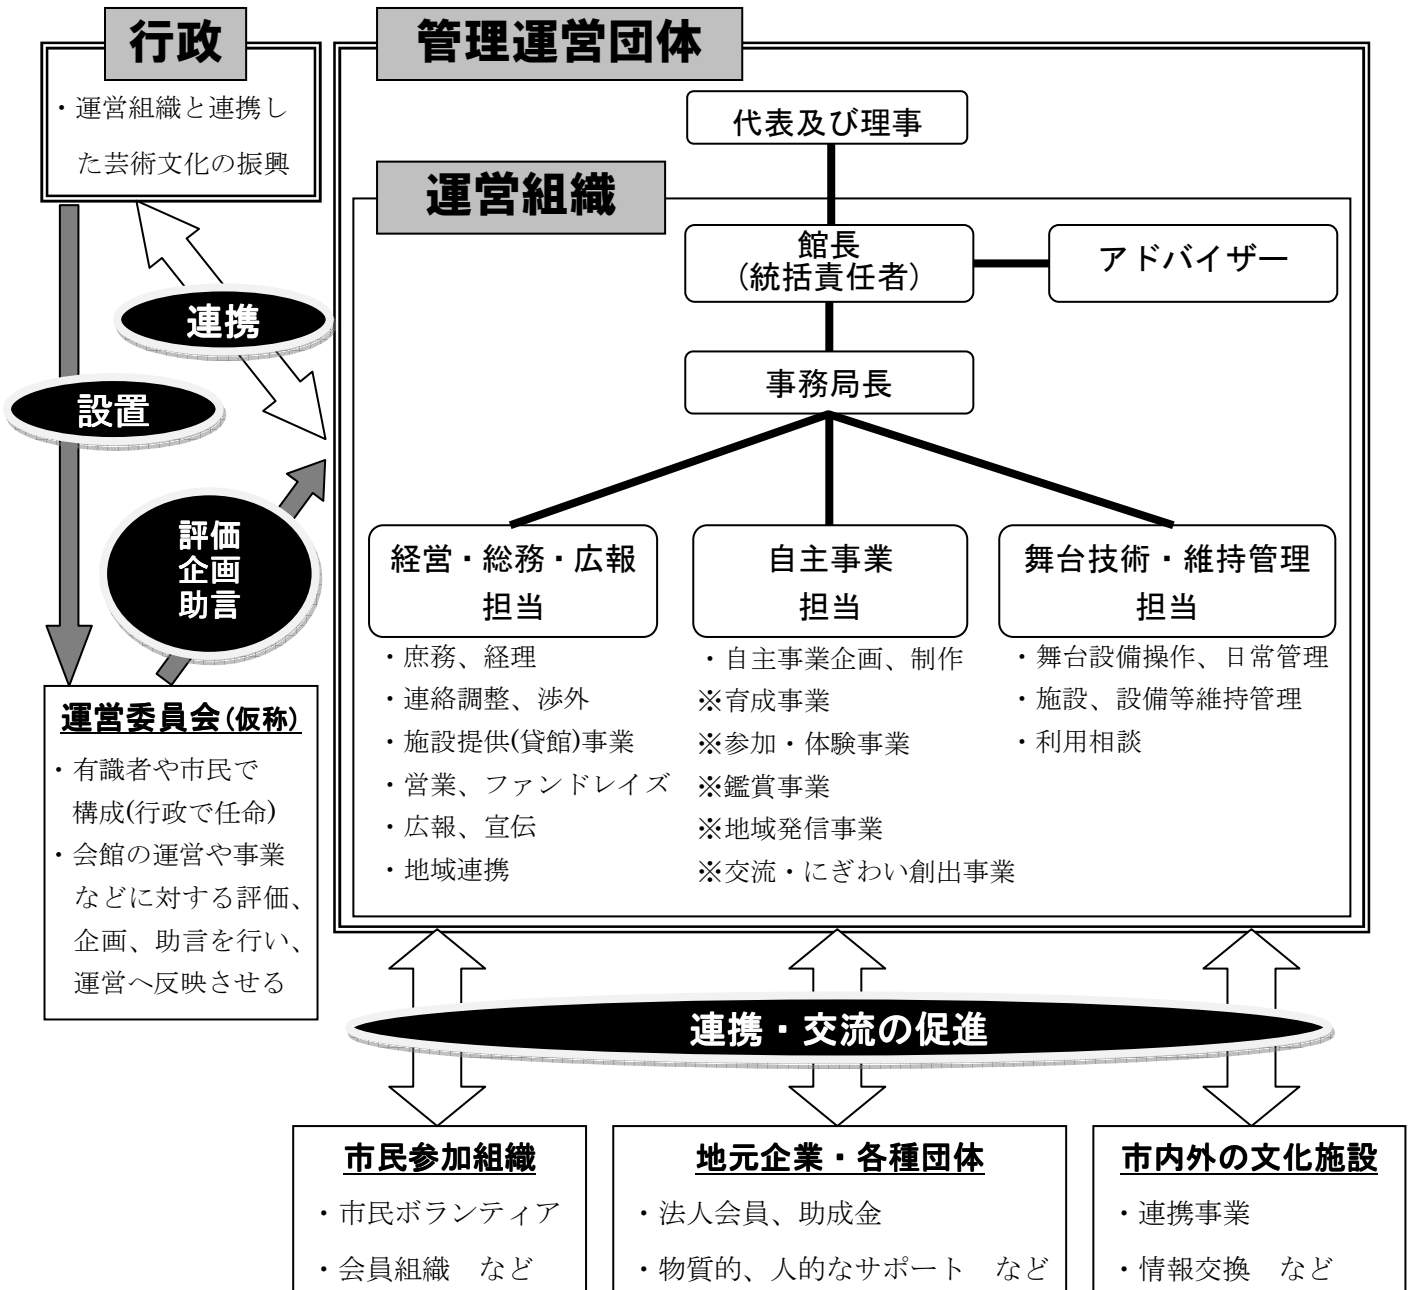 行政
・運営組織と連携し
た芸術文化の振興
管理運営団体
代表及び理事
運営組織
館長
(統括責任者)
アドバイザー
事務局長
連携
設置
評価
企画
助言
経営・総務・広報
担当
・庶務、経理
・連絡調整、渉外
・施設提供(貸館)事業
・営業、ファンドレイズ
・広報、宣伝
・地域連携
自主事業
担当
・自主事業企画、制作
※育成事業
※参加・体験事業
※鑑賞事業
※地域発信事業
※交流・にぎわい創出事業
舞台技術・維持管理
担当
・舞台設備操作、日常管理
・施設、設備等維持管理
・利用相談
運営委員会(仮称)
・有識者や市民で
構成(行政で任命)
・会館の運営や事業
などに対する評価、
企画、助言を行い、
運営へ反映させる
連携・交流の促進
市民参加組織
・市民ボランティア
・会員組織　など
地元企業・各種団体
・法人会員、助成金
・物質的、人的なサポート　など
市内外の文化施設
・連携事業
・情報交換　など